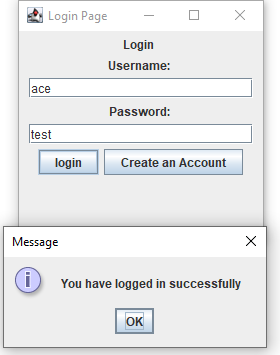 Login Page
Login
Username:
ace
Password:
test
login Create an Account
Message
You have logged in successfully
OK